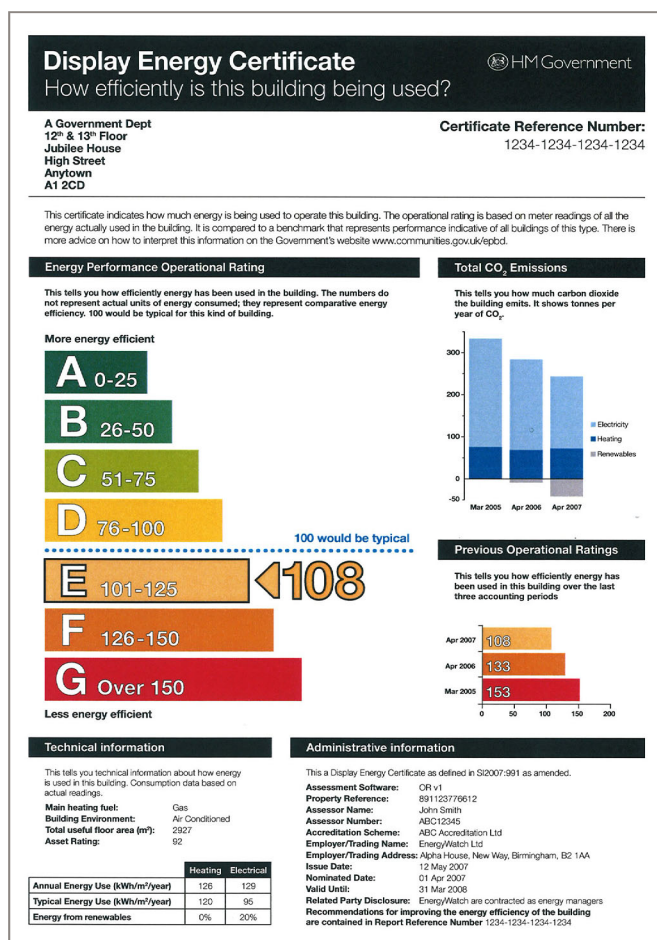 Display Energy Certificate
How efficiently is this building being used?
HM Government
A Government Dept
12th & 13th Floor
Jubilee House
High Street
Anytown
A1 2CD
Certificate Reference Number:
1234-1234-1234-1234
This certificate indicates how much energy is being used to operate this building. The operational rating is based on meter readings of all the
energy actually used in the building. It is compared to a benchmark that represents performance indicative of all buildings of this type. There is
more advice on how to interpret this information on the Government's website www.communities.gov.uk/epbd.
Energy Performance Operational Rating
This tells you how efficiently energy has been used in the building. The numbers do
not represent actual units of energy consumed; they represent comparative energy
efficiency. 100 would be typical for this kind of building.
More energy efficient
A 0-25
B 26-50
C 51-75
D 76-100
100 would be typical
E 101-125
108
F 126-150
G Over 150
Less energy efficient
Total CO2 Emissions
This tells you how much carbon dioxide
the building emits. It shows tonnes per
year of CO2.
300
200
100
0
-50
Electricity
Heating
Renewables
Mar 2005 Apr 2006 Apr 2007
Previous Operational Ratings
This tells you how efficiently energy has
been used in this building over the last
three accounting periods
Apr 2007 108
Apr 2006 133
Mar 2005 153
0 50 100 150 200
Technical information
This tells you technical information about how energy
is used in this building. Consumption data based on
actual readings.
Main heating fuel: Gas
Building Environment: Air Conditioned
Total useful floor area (m²): 2927
Asset Rating: 92
Heating Electrical
Annual Energy Use (kWh/m²/year) 126 129
Typical Energy Use (kWh/m²/year) 120 95
Energy from renewables 0% 20%
Administrative information
This a Display Energy Certificate as defined in SI2007:991 as amended.
Assessment Software: OR v1
Property Reference: 891123776612
Assessor Name: John Smith
Assessor Number: ABC12345
Accreditation Scheme: ABC Accreditation Ltd
Employer/Trading Name: EnergyWatch Ltd
Employer/Trading Address: Alpha House, New Way, Birmingham, B2 1AA
Issue Date: 12 May 2007
Nominated Date: 01 Apr 2007
Valid Until: 31 Mar 2008
Related Party Disclosure: EnergyWatch are contracted as energy managers
Recommendations for improving the energy efficiency of the building
are contained in Report Reference Number 1234-1234-1234-1234